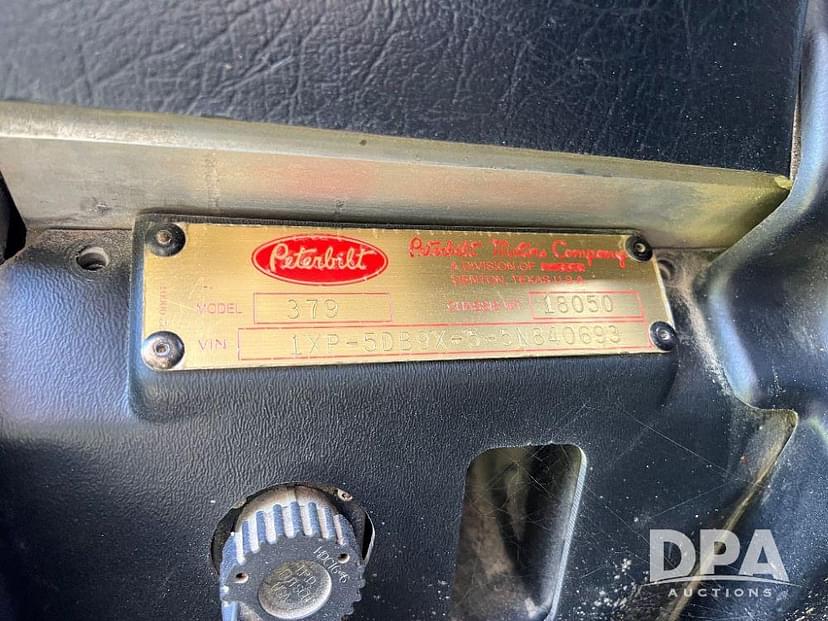 Peterbilt
Peterbilt Motors Company
A DIVISION OF
DENTON, TEXAS U.S.A.
MODEL 379
CHASSIS NO. 18050
VIN 1XP-5DB9X-5-5N840693
DPA
AUCTIONS